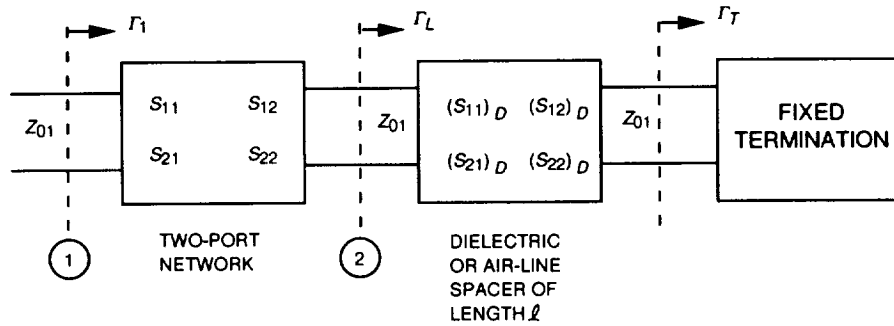 Γ1
ΓL
ΓT
Z01
S11 S12
S21 S22
Z01
(S11)D (S12)D
(S21)D (S22)D
Z01
FIXED
TERMINATION
1
TWO-PORT
NETWORK
2
DIELECTRIC
OR AIR-LINE
SPACER OF
LENGTH ℓ